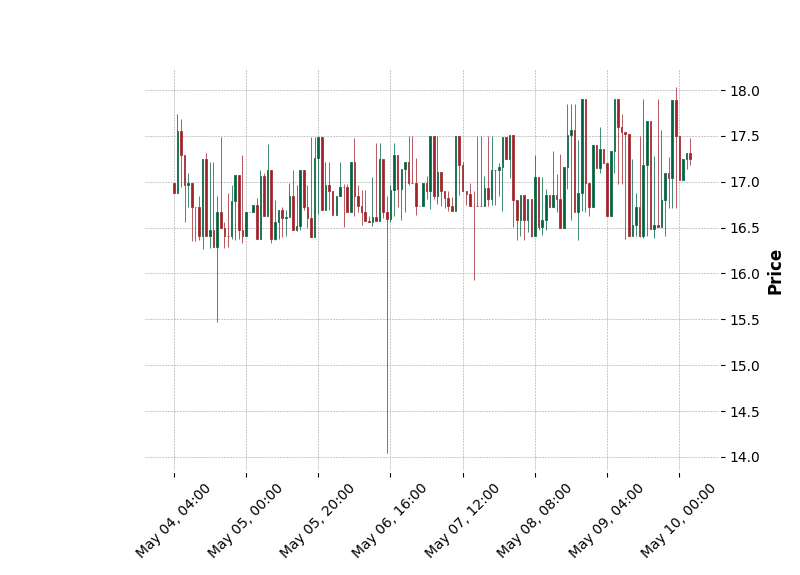 18.0
17.5
17.0
16.5
16.0
15.5
15.0
14.5
14.0
Price
May 04, 04:00
May 05, 00:00
May 05, 20:00
May 06, 16:00
May 07, 12:00
May 08, 08:00
May 09, 04:00
May 10, 00:00